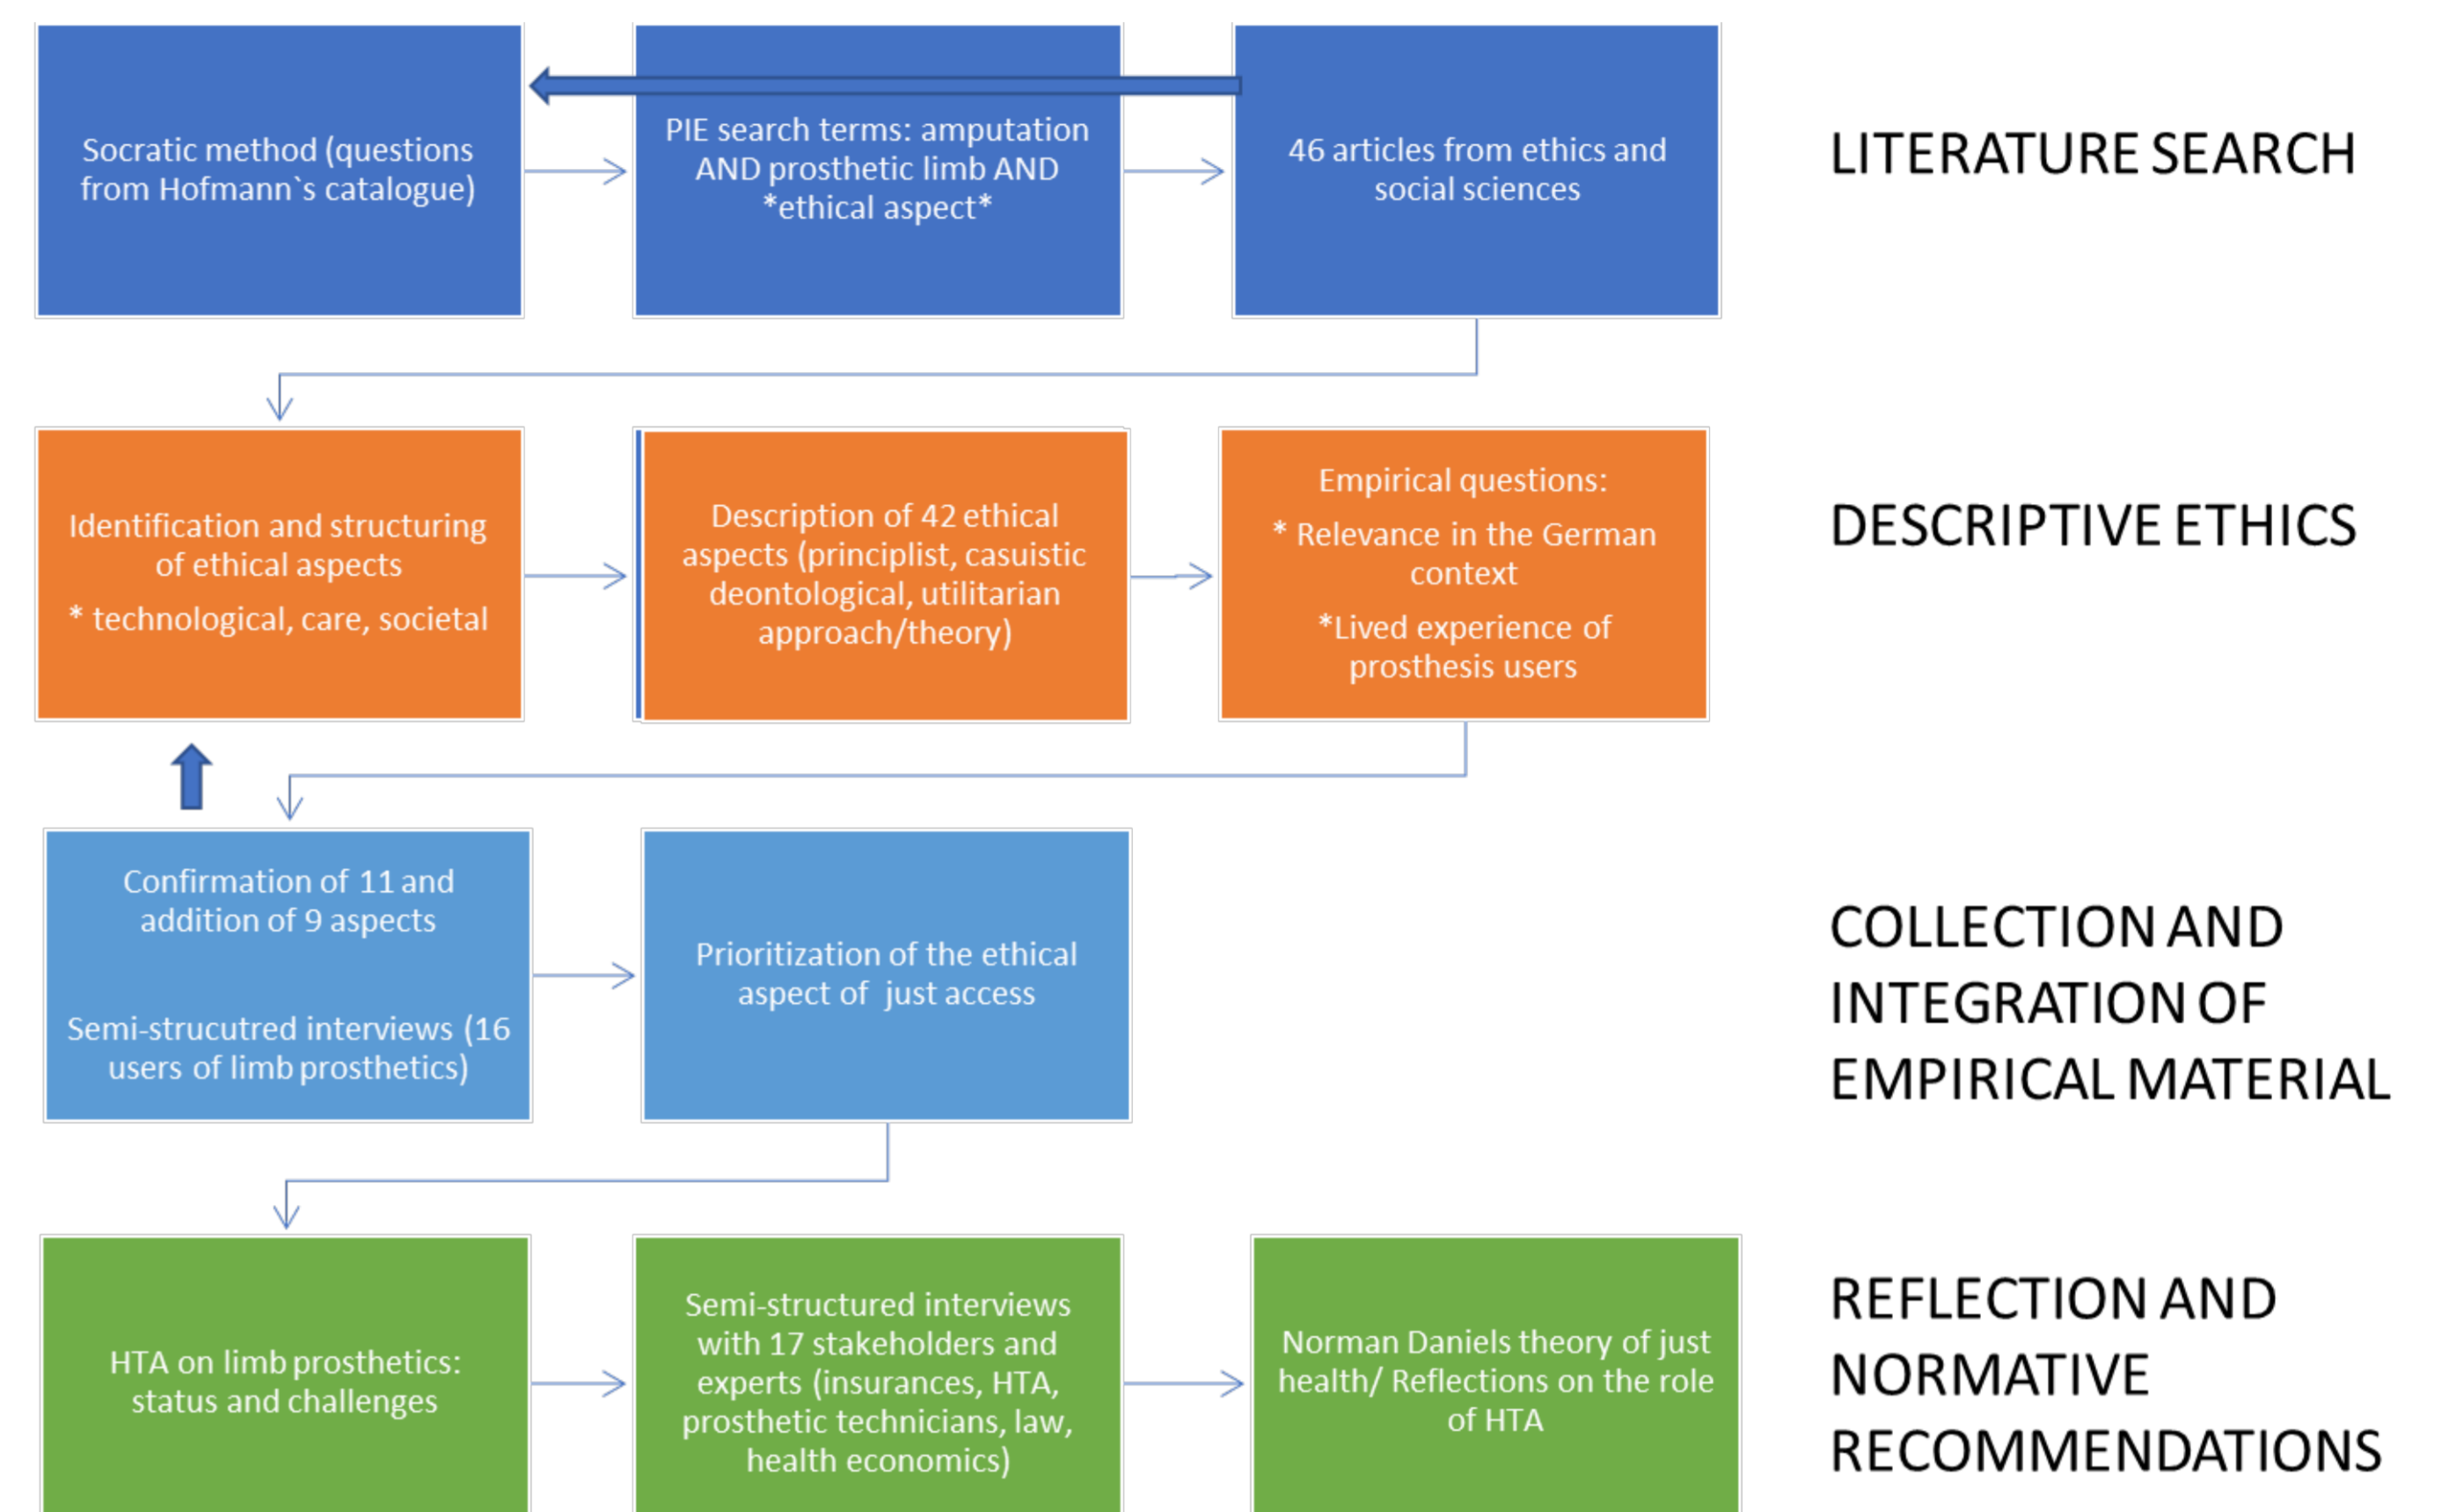 Socratic method (questions
from Hofmann`s catalogue)
PIE search terms: amputation
AND prosthetic limb AND
*ethical aspect*
46 articles from ethics and
social sciences
LITERATURE SEARCH
Identification and structuring
of ethical aspects
* technological, care, societal
Description of 42 ethical
aspects (principlist, casuistic
deontological, utilitarian
approach/theory)
Empirical questions:
* Relevance in the German
context
*Lived experience of
prosthesis users
DESCRIPTIVE ETHICS
Confirmation of 11 and
addition of 9 aspects
Semi-strucutred interviews (16
users of limb prosthetics)
Prioritization of the ethical
aspect of just access
COLLECTION AND
INTEGRATION OF
EMPIRICAL MATERIAL
HTA on limb prosthetics:
status and challenges
Semi-structured interviews
with 17 stakeholders and
experts (insurances, HTA,
prosthetic technicians, law,
health economics)
Norman Daniels theory of just
health/ Reflections on the role
of HTA
REFLECTION AND
NORMATIVE
RECOMMENDATIONS